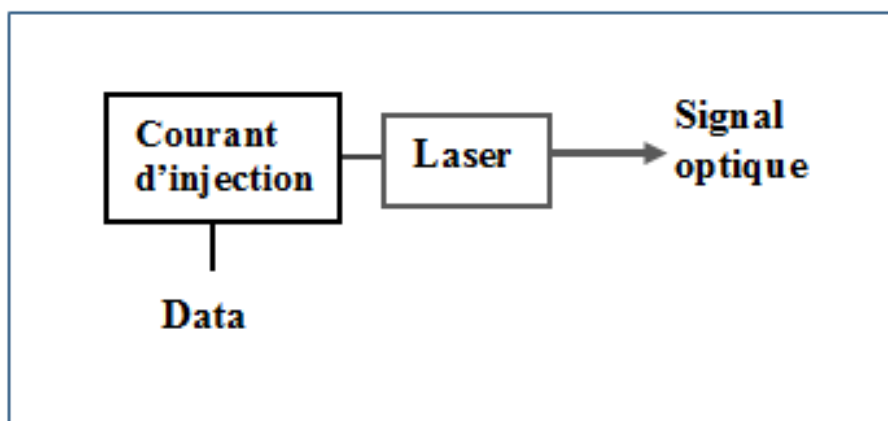 Courant
d’injection
Laser
Signal
optique
Data